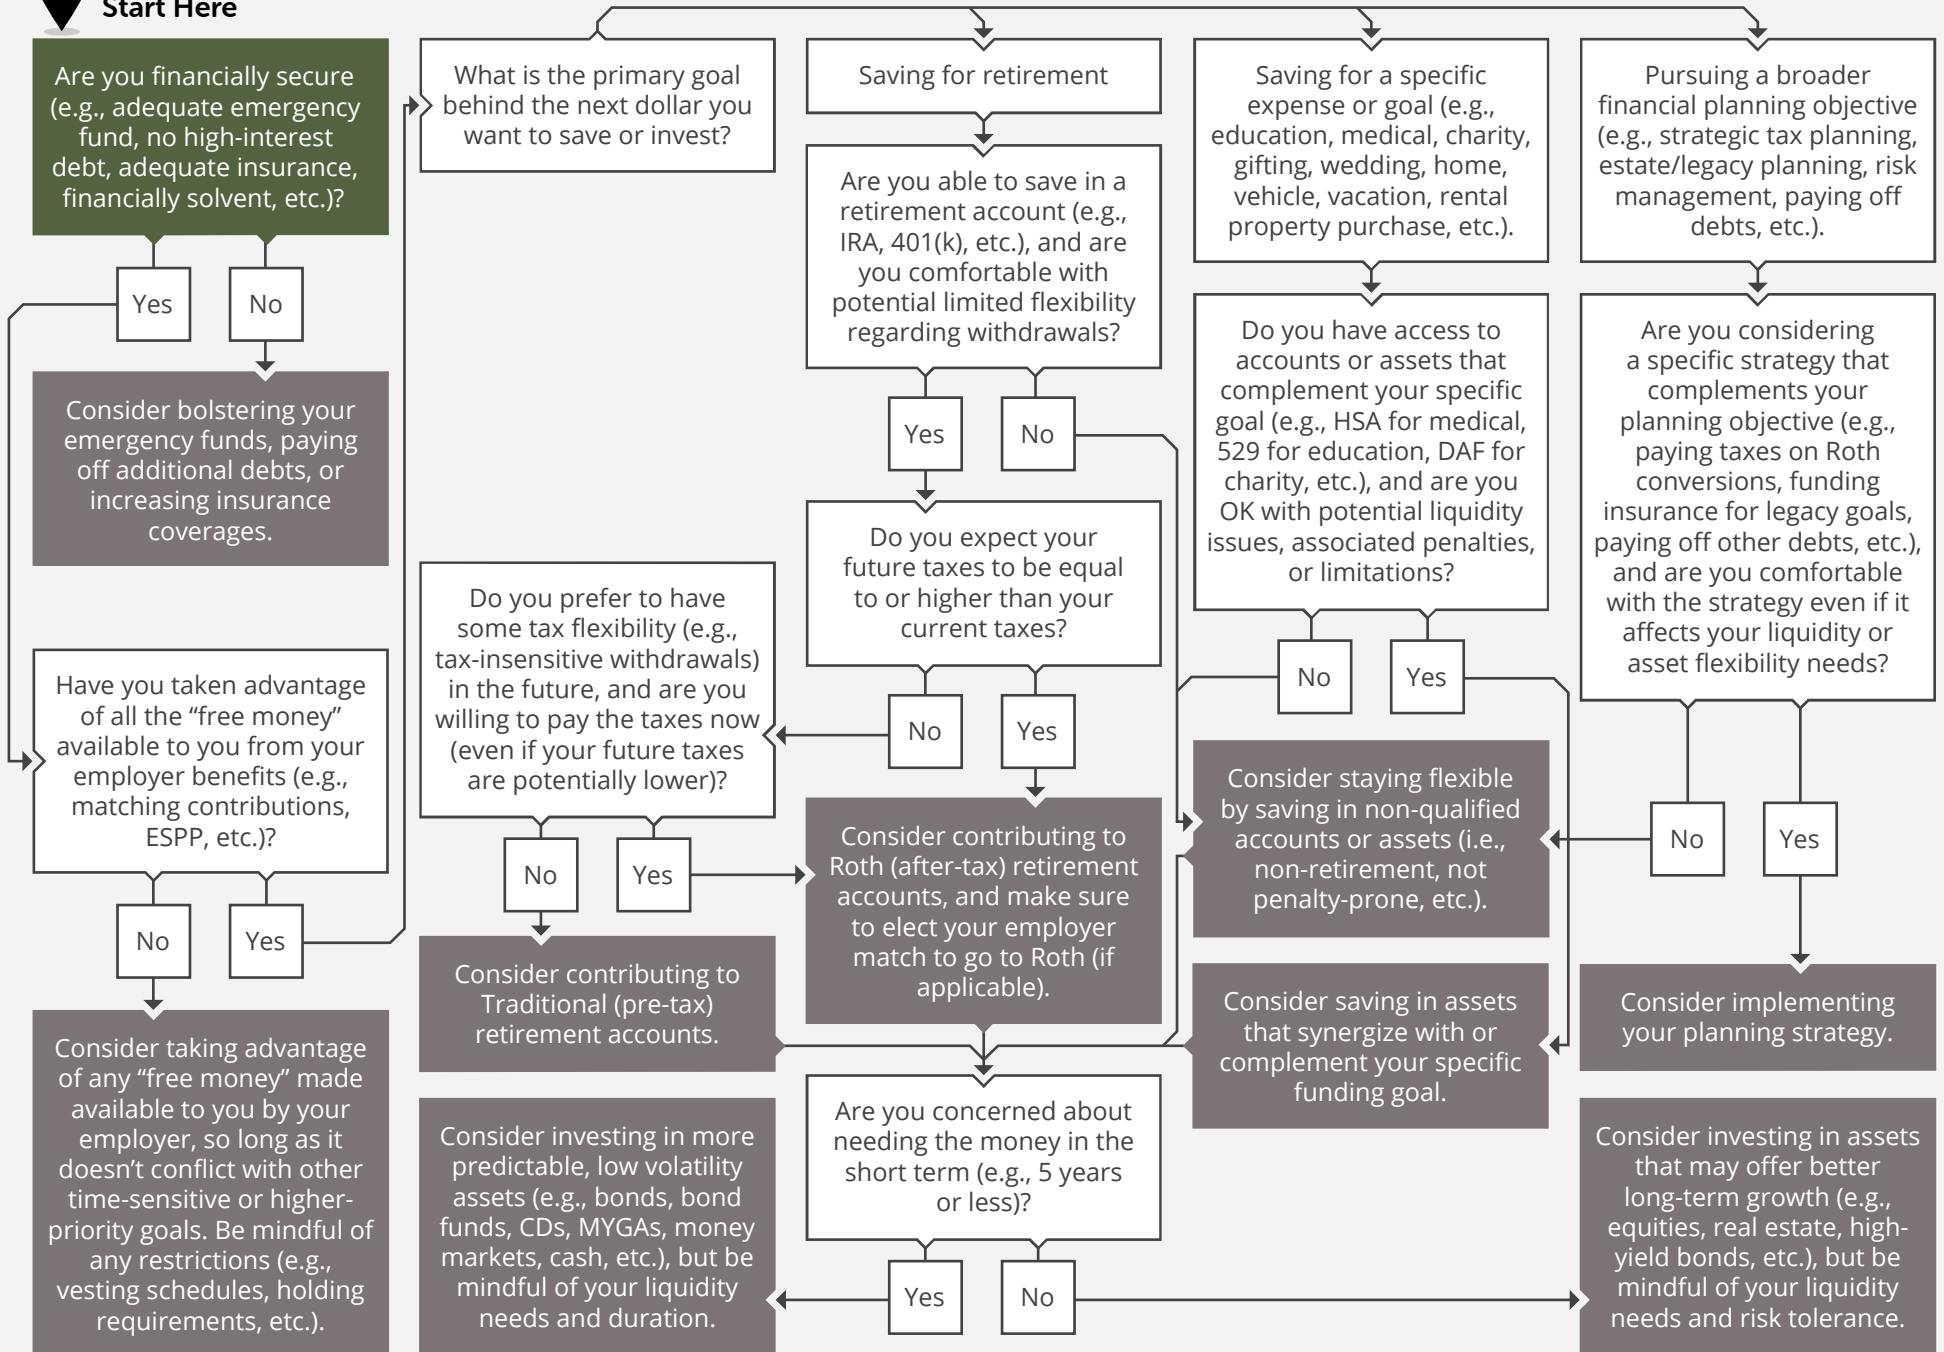 Start Here
Are you financially secure
(e.g., adequate emergency
fund, no high-interest
debt, adequate insurance,
financially solvent, etc.)?
Yes
No
Consider bolstering your
emergency funds, paying
off additional debts, or
increasing insurance
coverages.
Have you taken advantage
of all the “free money”
available to you from your
employer benefits (e.g.,
matching contributions,
ESPP, etc.)?
No
Yes
Consider taking advantage
of any “free money” made
available to you by your
employer, so long as it
doesn’t conflict with other
time-sensitive or higher-
priority goals. Be mindful of
any restrictions (e.g.,
vesting schedules, holding
requirements, etc.).
What is the primary goal
behind the next dollar you
want to save or invest?
Saving for retirement
Are you able to save in a
retirement account (e.g.,
IRA, 401(k), etc.), and are
you comfortable with
potential limited flexibility
regarding withdrawals?
Yes
No
Do you expect your
future taxes to be equal
to or higher than your
current taxes?
No
Yes
Do you prefer to have
some tax flexibility (e.g.,
tax-insensitive withdrawals)
in the future, and are you
willing to pay the taxes now
(even if your future taxes
are potentially lower)?
No
Yes
Consider contributing to
Traditional (pre-tax)
retirement accounts.
Consider contributing to
Roth (after-tax) retirement
accounts, and make sure
to elect your employer
match to go to Roth (if
applicable).
Saving for a specific
expense or goal (e.g.,
education, medical, charity,
gifting, wedding, home,
vehicle, vacation, rental
property purchase, etc.).
Do you have access to
accounts or assets that
complement your specific
goal (e.g., HSA for medical,
529 for education, DAF for
charity, etc.), and are you
OK with potential liquidity
issues, associated penalties,
or limitations?
No
Yes
Consider staying flexible
by saving in non-qualified
accounts or assets (i.e.,
non-retirement, not
penalty-prone, etc.).
Consider saving in assets
that synergize with or
complement your specific
funding goal.
Pursuing a broader
financial planning objective
(e.g., strategic tax planning,
estate/legacy planning, risk
management, paying off
debts, etc.).
Are you considering
a specific strategy that
complements your
planning objective (e.g.,
paying taxes on Roth
conversions, funding
insurance for legacy goals,
paying off other debts, etc.),
and are you comfortable
with the strategy even if it
affects your liquidity or
asset flexibility needs?
No
Yes
Consider implementing
your planning strategy.
Are you concerned about
needing the money in the
short term (e.g., 5 years
or less)?
Yes
No
Consider investing in more
predictable, low volatility
assets (e.g., bonds, bond
funds, CDs, MYGAs, money
markets, cash, etc.), but be
mindful of your liquidity
needs and duration.
Consider investing in assets
that may offer better
long-term growth (e.g.,
equities, real estate, high-
yield bonds, etc.), but be
mindful of your liquidity
needs and risk tolerance.